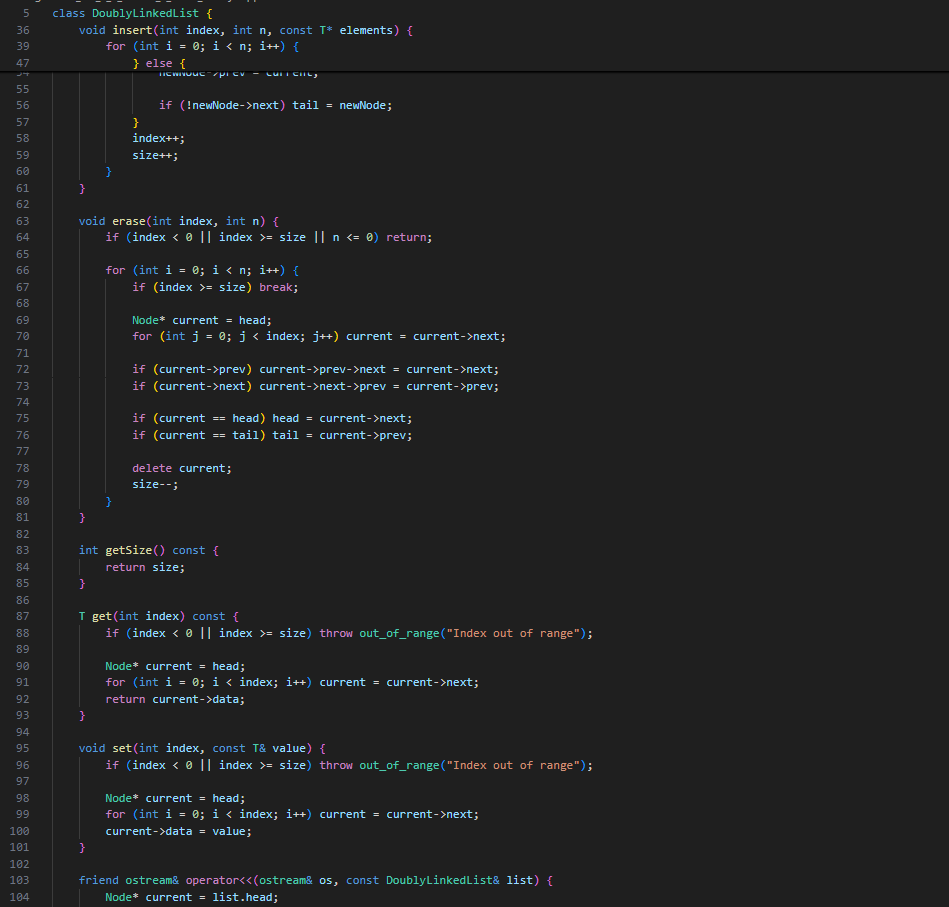 5 class DoublyLinkedList {
36 void insert(int index, int n, const T* elements) {
39 for (int i = 0; i < n; i++) {
47 } else {
54 newNode->prev = current;
55
56 if (!newNode->next) tail = newNode;
57 }
58 index++;
59 size++;
60 }
61 }
62
63 void erase(int index, int n) {
64 if (index < 0 || index >= size || n <= 0) return;
65
66 for (int i = 0; i < n; i++) {
67 if (index >= size) break;
68
69 Node* current = head;
70 for (int j = 0; j < index; j++) current = current->next;
71
72 if (current->prev) current->prev->next = current->next;
73 if (current->next) current->next->prev = current->prev;
74
75 if (current == head) head = current->next;
76 if (current == tail) tail = current->prev;
77
78 delete current;
79 size--;
80 }
81 }
82
83 int getSize() const {
84 return size;
85 }
86
87 T get(int index) const {
88 if (index < 0 || index >= size) throw out_of_range("Index out of range");
89
90 Node* current = head;
91 for (int i = 0; i < index; i++) current = current->next;
92 return current->data;
93 }
94
95 void set(int index, const T& value) {
96 if (index < 0 || index >= size) throw out_of_range("Index out of range");
97
98 Node* current = head;
99 for (int i = 0; i < index; i++) current = current->next;
100 current->data = value;
101 }
102
103 friend ostream& operator<<(ostream& os, const DoublyLinkedList& list) {
104 Node* current = list.head;